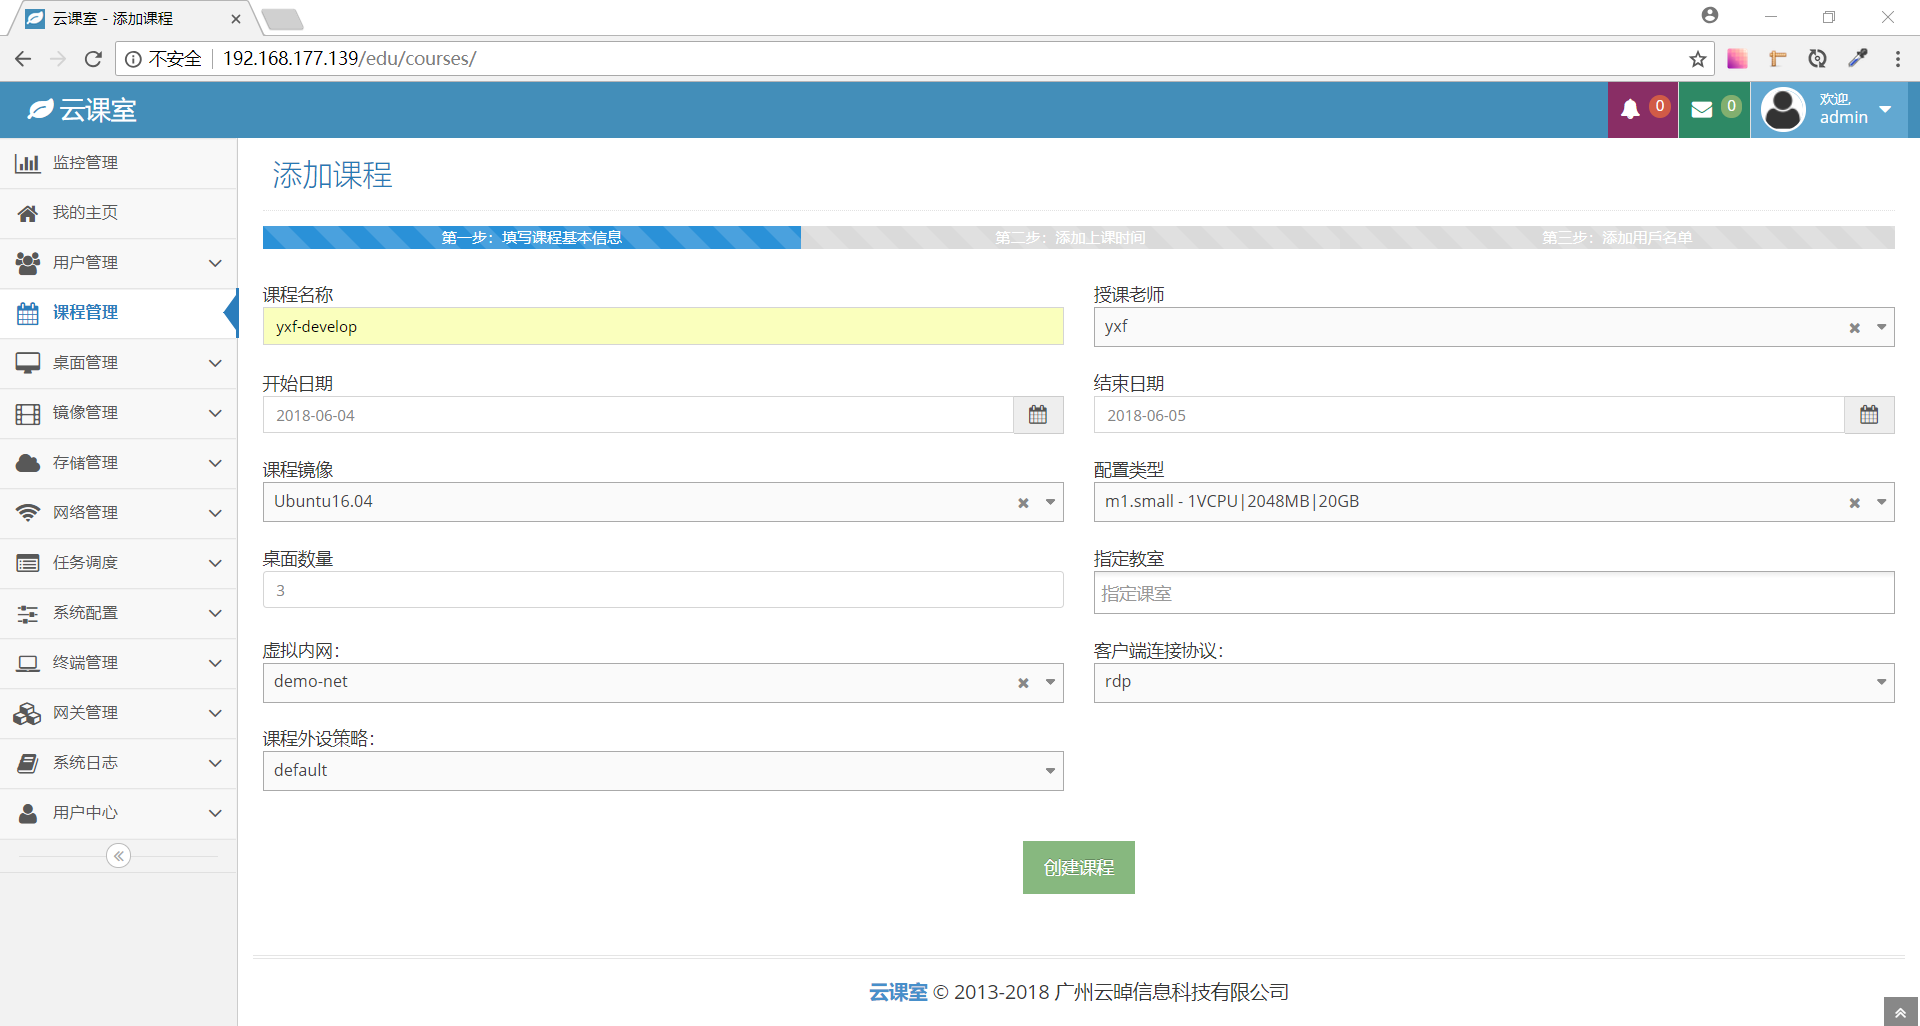 云课室 - 添加课程
不安全 192.168.177.139/edu/courses/
云课室
0
0
欢迎,
admin
监控管理
我的主页
用户管理
课程管理
桌面管理
镜像管理
存储管理
网络管理
任务调度
系统配置
终端管理
网关管理
系统日志
用户中心
添加课程
第一步：填写课程基本信息
第二步：添加上课时间
第三步：添加用戶名单
课程名称
yxf-develop
授课老师
yxf
开始日期
2018-06-04
结束日期
2018-06-05
课程镜像
Ubuntu16.04
配置类型
m1.small - 1VCPU|2048MB|20GB
桌面数量
3
指定教室
指定课室
虚拟内网：
demo-net
客户端连接协议：
rdp
课程外设策略：
default
创建课程
云课室 © 2013-2018 广州云晫信息科技有限公司